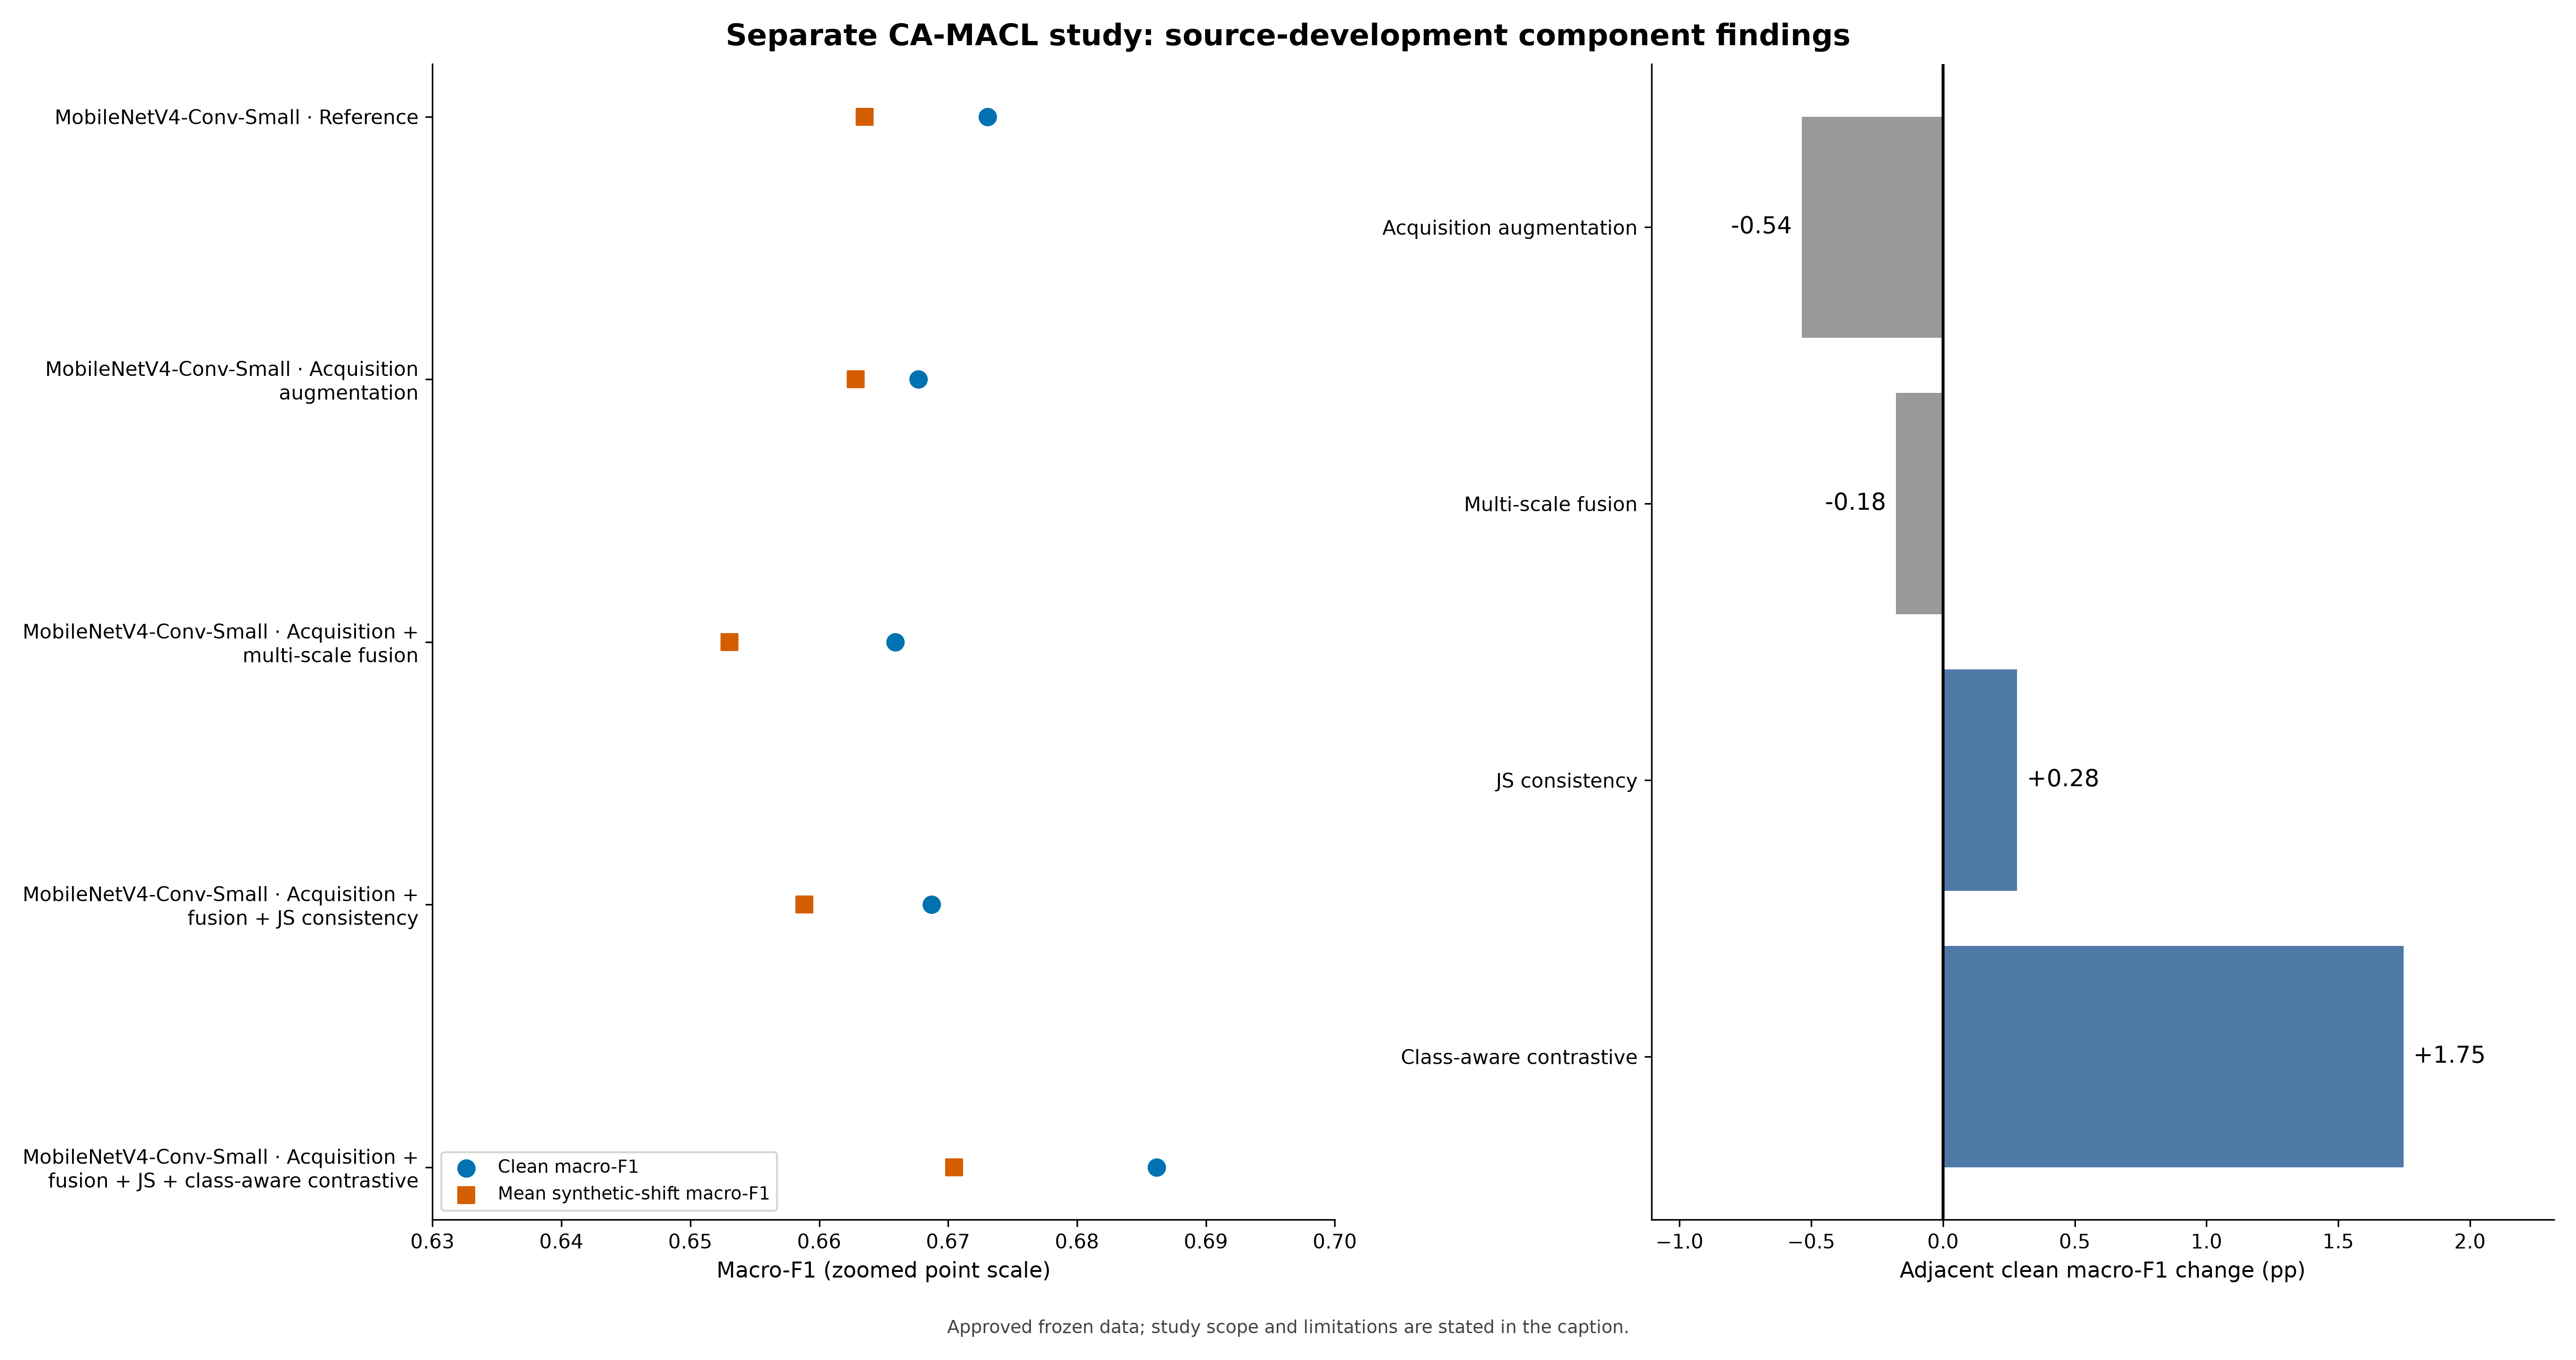 Separate CA-MACL study: source-development component findings
MobileNetV4-Conv-Small · Reference
MobileNetV4-Conv-Small · Acquisition
augmentation
MobileNetV4-Conv-Small · Acquisition +
multi-scale fusion
MobileNetV4-Conv-Small · Acquisition +
fusion + JS consistency
MobileNetV4-Conv-Small · Acquisition +
fusion + JS + class-aware contrastive
Clean macro-F1
Mean synthetic-shift macro-F1
0.63 0.64 0.65 0.66 0.67 0.68 0.69 0.70
Macro-F1 (zoomed point scale)
Acquisition augmentation
-0.54
Multi-scale fusion
-0.18
JS consistency
+0.28
Class-aware contrastive
+1.75
−1.0 −0.5 0.0 0.5 1.0 1.5 2.0
Adjacent clean macro-F1 change (pp)
Approved frozen data; study scope and limitations are stated in the caption.